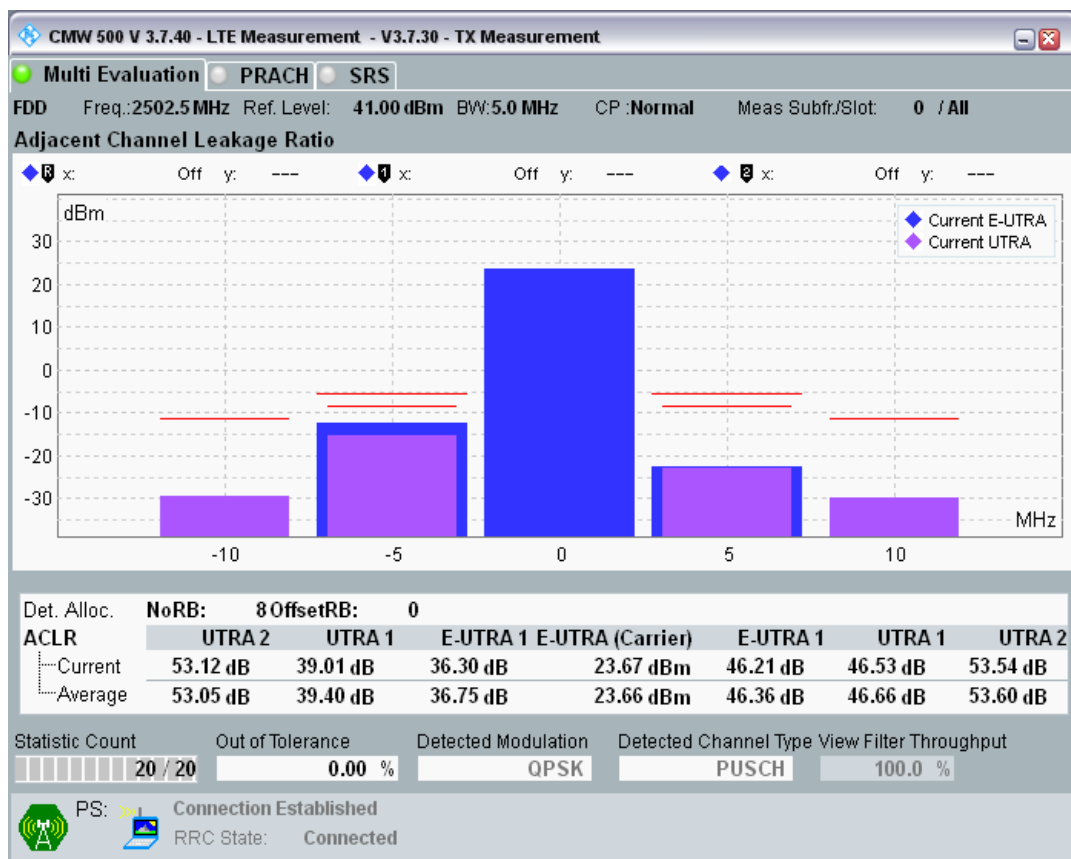 CMW 500 V 3.7.40 - LTE Measurement - V3.7.30 - TX Measurement
Multi Evaluation PRACH SRS
FDD Freq.:2502.5 MHz Ref. Level: 41.00 dBm BW:5.0 MHz CP :Normal Meas Subfr./Slot: 0 / All
Adjacent Channel Leakage Ratio
R x: Off y: --- 1 x: Off y: --- 2 x: Off y: ---
dBm
Current E-UTRA
Current UTRA
30
20
10
0
-10
-20
-30
MHz
-10 -5 0 5 10
Det. Alloc. NoRB: 8 OffsetRB: 0
ACLR UTRA 2 UTRA 1 E-UTRA 1 E-UTRA (Carrier) E-UTRA 1 UTRA 1 UTRA 2
Current 53.12 dB 39.01 dB 36.30 dB 23.67 dBm 46.21 dB 46.53 dB 53.54 dB
Average 53.05 dB 39.40 dB 36.75 dB 23.66 dBm 46.36 dB 46.66 dB 53.60 dB
Statistic Count Out of Tolerance Detected Modulation Detected Channel Type View Filter Throughput
20 / 20 0.00 % QPSK PUSCH 100.0 %
PS: Connection Established
RRC State: Connected